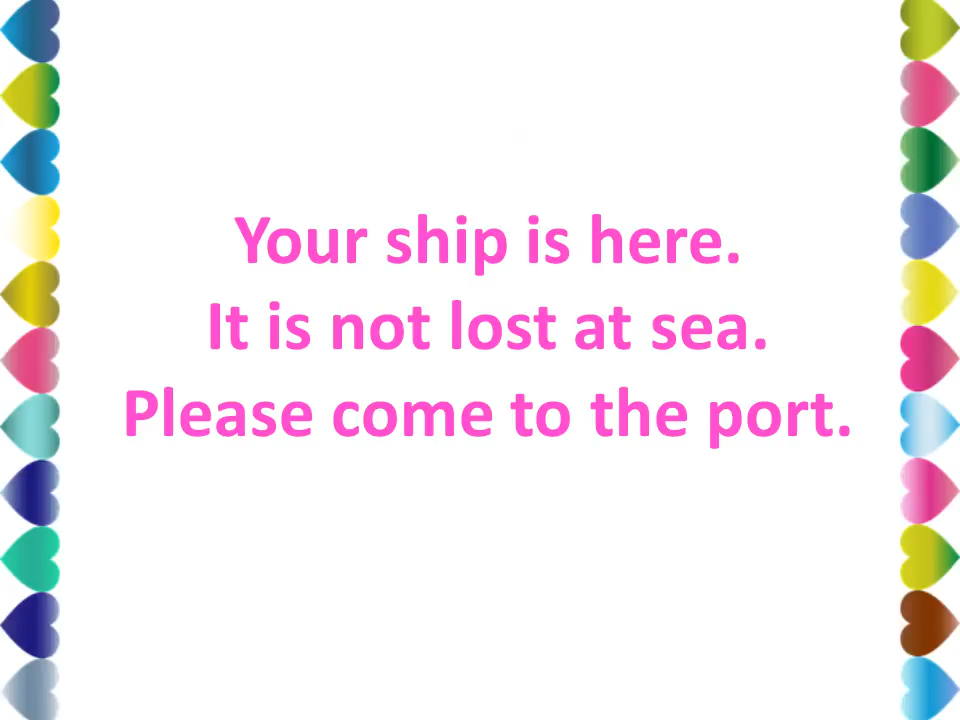 Your ship is here.
It is not lost at sea.
Please come to the port.